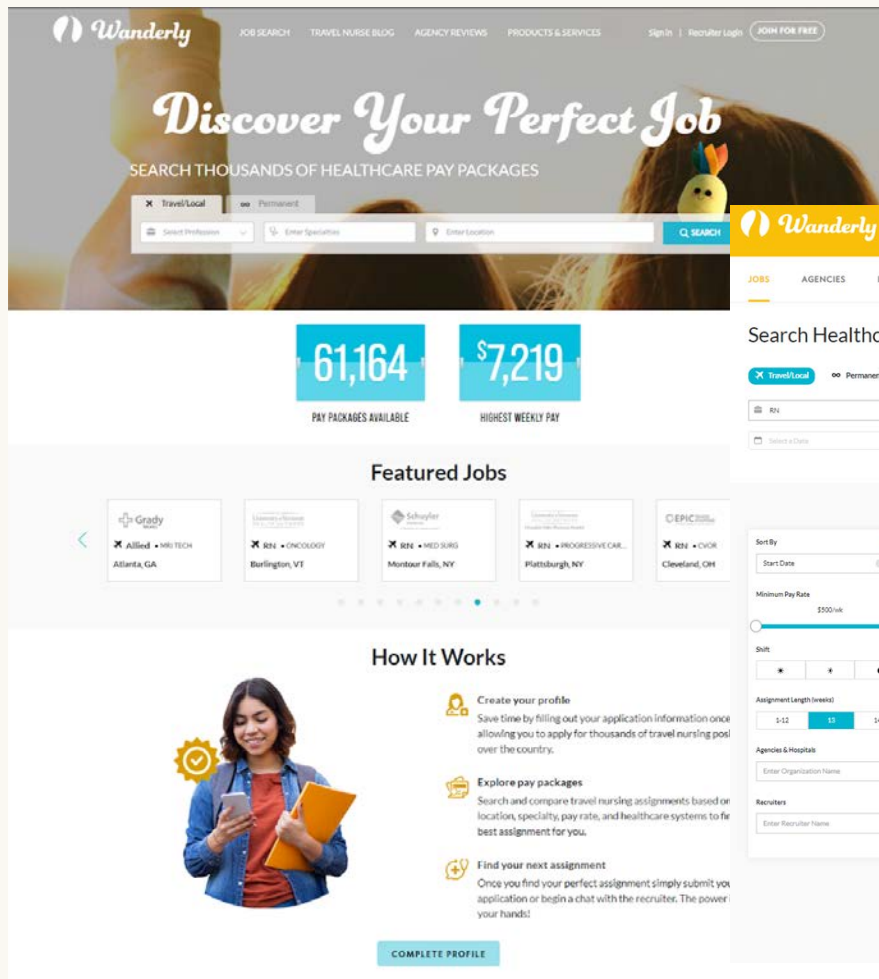 Wanderly
JOB SEARCH TRAVEL NURSE BLOG AGENCY REVIEWS PRODUCTS & SERVICES Sign In | Recruiter Login JOIN FOR FREE
Discover Your Perfect Job
SEARCH THOUSANDS OF HEALTHCARE PAY PACKAGES
Travel/Local Permanent
Select Profession Enter Specialties Enter Location SEARCH
61,164 $7,219
PAY PACKAGES AVAILABLE HIGHEST WEEKLY PAY
Featured Jobs
Grady Schuyler EPIC
Allied • MRI TECH RN • ONCOLOGY RN • MED SURG RN • PROGRESSIVE CAR... RN • CVOR
Atlanta, GA Burlington, VT Montour Falls, NY Plattsburgh, NY Cleveland, OH
How It Works
Create your profile
Save time by filling out your application information once
allowing you to apply for thousands of travel nursing posi
over the country.
Explore pay packages
Search and compare travel nursing assignments based on
location, specialty, pay rate, and healthcare systems to fin
best assignment for you.
Find your next assignment
Once you find your perfect assignment simply submit you
application or begin a chat with the recruiter. The power i
your hands!
COMPLETE PROFILE
Wanderly
JOBS AGENCIES
Search Healthc
Travel/Local Permanen
RN
Select a Date
Sort By
Start Date
Minimum Pay Rate
$500/wk
Shift
Assignment Length (weeks)
1-12 13 14
Agencies & Hospitals
Enter Organization Name
Recruiters
Enter Recruiter Name